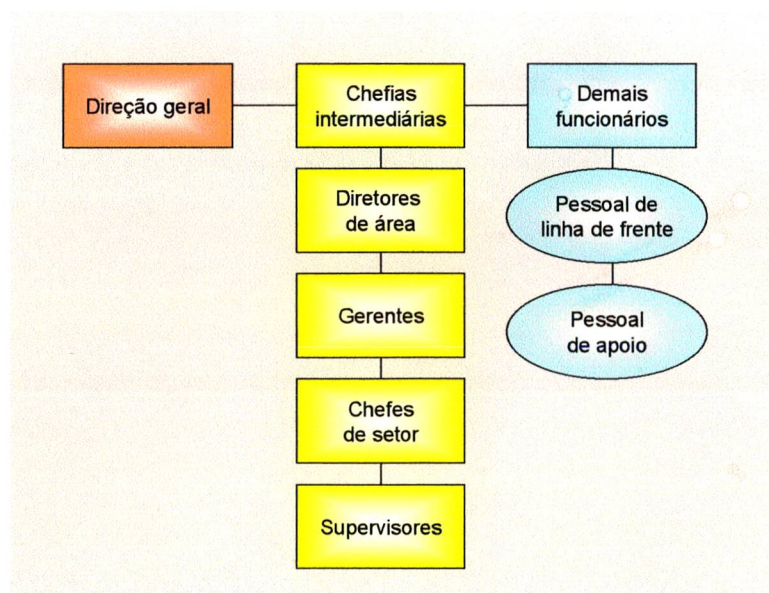 Direção geral
Chefias
intermediárias
Demais
funcionários
Diretores
de área
Pessoal de
linha de frente
Gerentes
Pessoal
de apoio
Chefes
de setor
Supervisores